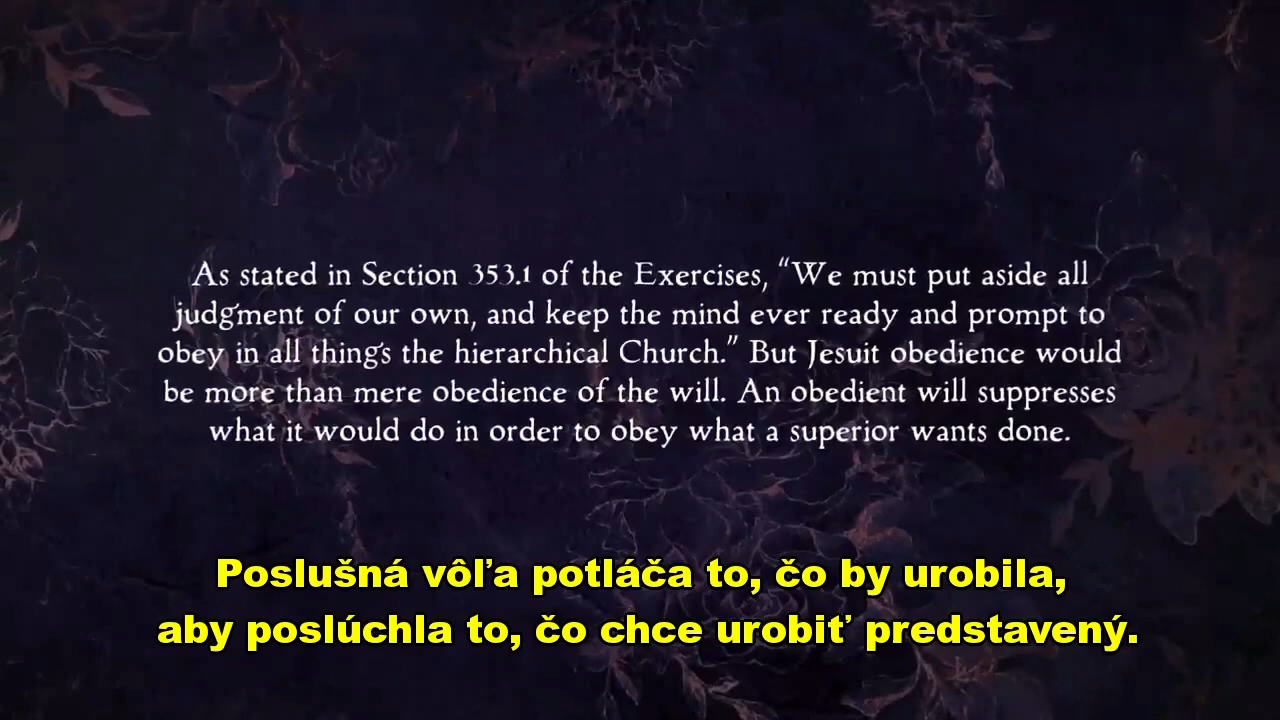 As stated in Section 353.1 of the Exercises, “We must put aside all
judgment of our own, and keep the mind ever ready and prompt to
obey in all things the hierarchical Church.” But Jesuit obedience would
be more than mere obedience of the will. An obedient will suppresses
what it would do in order to obey what a superior wants done.
Poslušná vôľa potláča to, čo by urobila,
aby poslúchla to, čo chce urobiť predstavený.